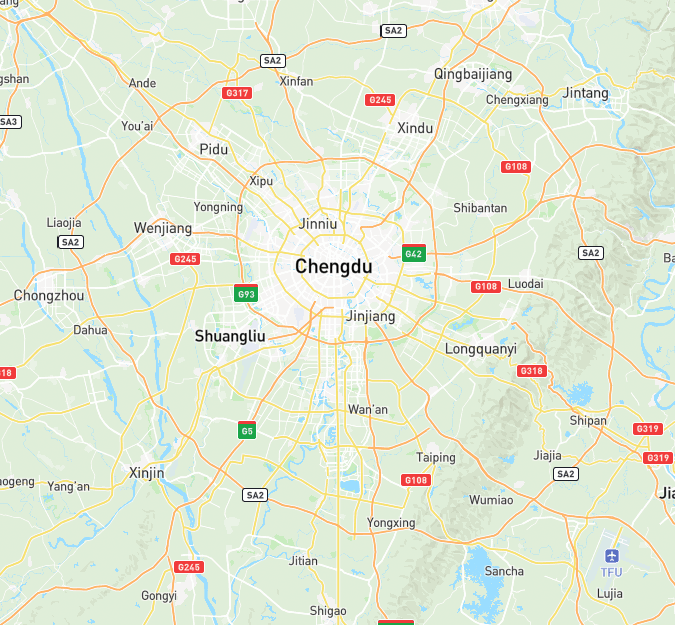 SA2
Qingbaijiang
SA2
Xinfan
Ande
G317
G245
Chengxiang
Jintang
SA3
You'ai
Xindu
Pidu
G108
Xipu
Yongning
Shibantan
Liaojia
Wenjiang
Jinniu
SA2
G245
Chengdu
G42
SA2
G108
Luodai
Chongzhou
G93
Dahua
Shuangliu
Jinjiang
Longquanyi
G318
Wan'an
Shipan
G319
G5
Taiping
Jiajia
G319
Xinjin
SA2
G108
Yang'an
SA2
Wumiao
Yongxing
Jitian
G245
Sancha
TFU
Gongyi
Lujia
Shigao